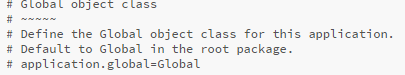 # Global object class
# ~~~~~
# Define the Global object class for this application.
# Default to Global in the root package.
# application.global=Global